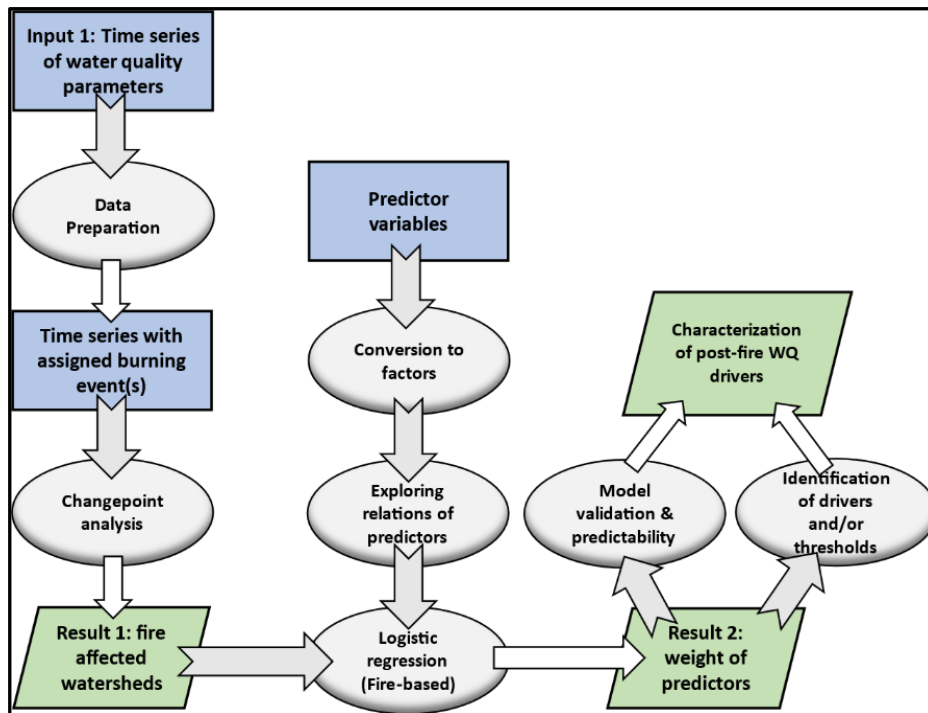 Input 1: Time series
of water quality
parameters
Data
Preparation
Time series with
assigned burning
event(s)
Changepoint
analysis
Result 1: fire
affected
watersheds
Predictor
variables
Conversion to
factors
Exploring
relations of
predictors
Logistic
regression
(Fire-based)
Characterization
of post-fire WQ
drivers
Model
validation &
predictability
Identification
of drivers
and/or
thresholds
Result 2:
weight of
predictors